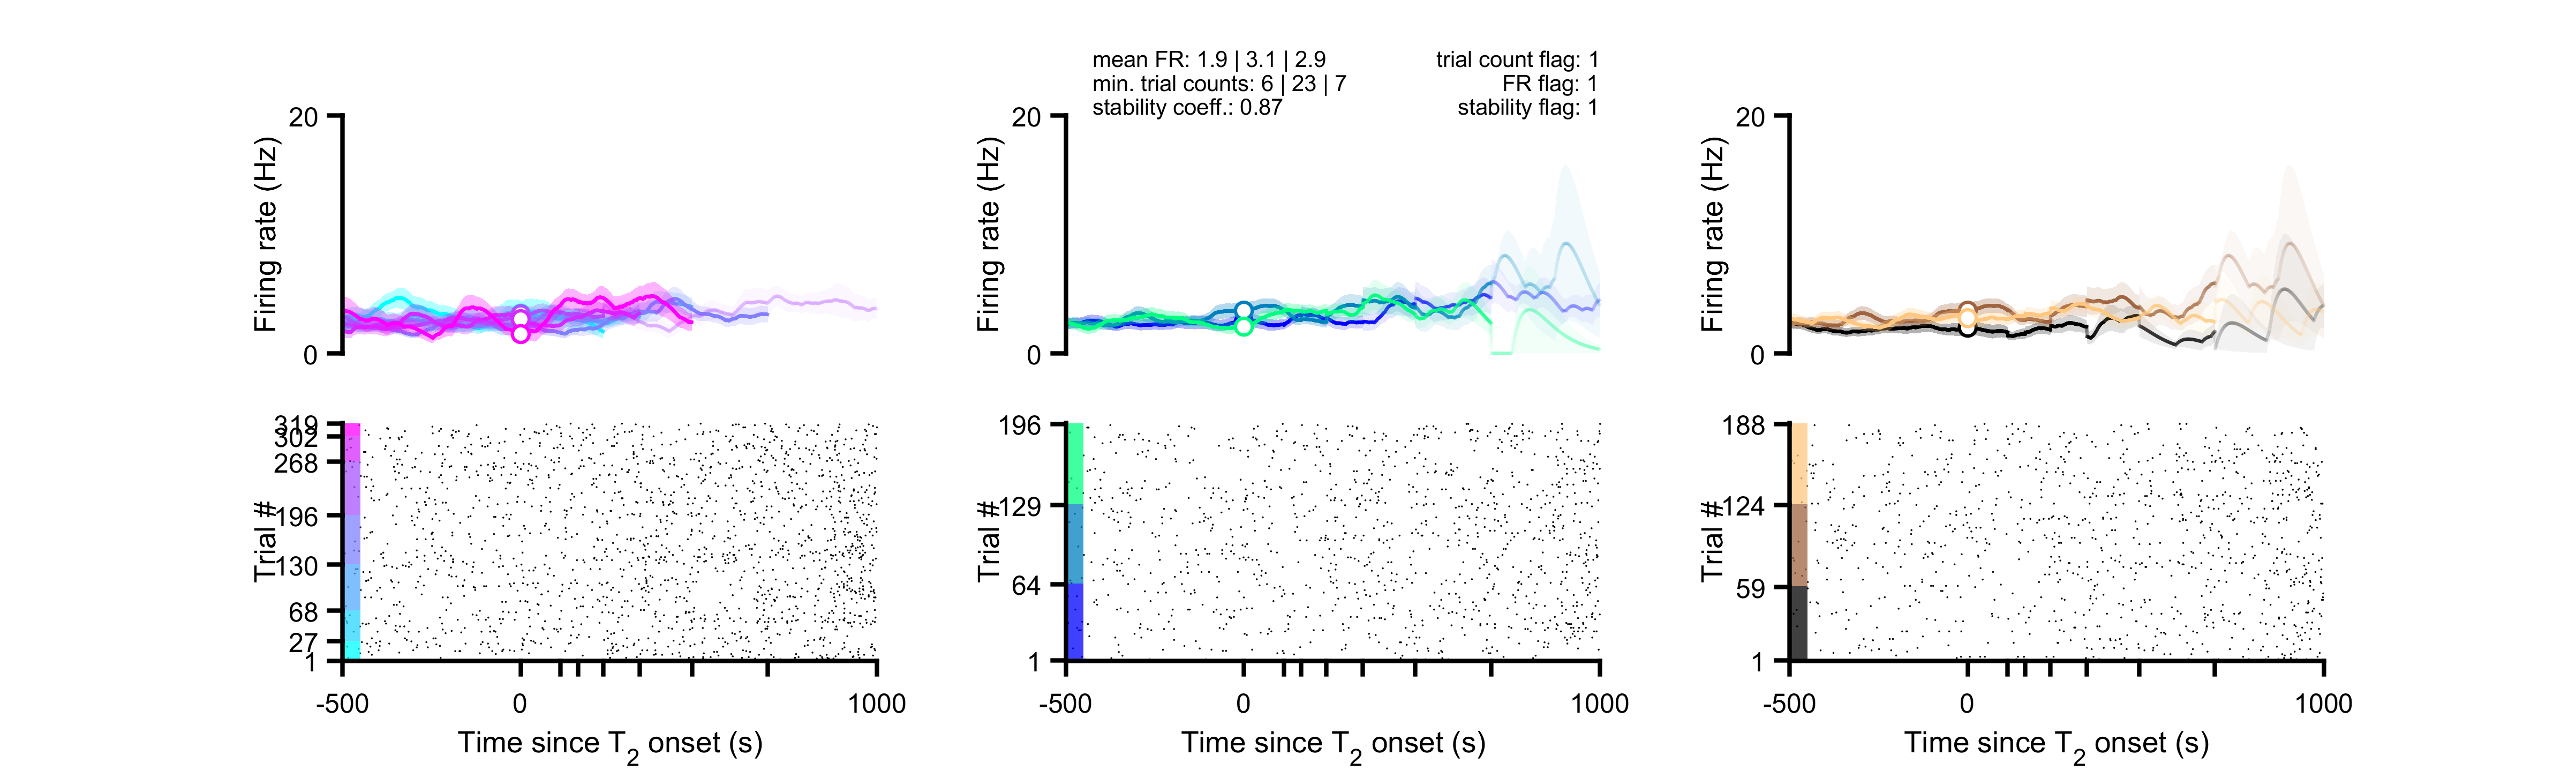 mean FR: 1.9 | 3.1 | 2.9
min. trial counts: 6 | 23 | 7
stability coeff.: 0.87
trial count flag: 1
FR flag: 1
stability flag: 1
20
0
Firing rate (Hz)
20
0
Firing rate (Hz)
20
0
Firing rate (Hz)
319
302
268
196
130
68
27
1
Trial #
-500
0
1000
Time since T2 onset (s)
196
129
64
1
Trial #
-500
0
1000
Time since T2 onset (s)
188
124
59
1
Trial #
-500
0
1000
Time since T2 onset (s)